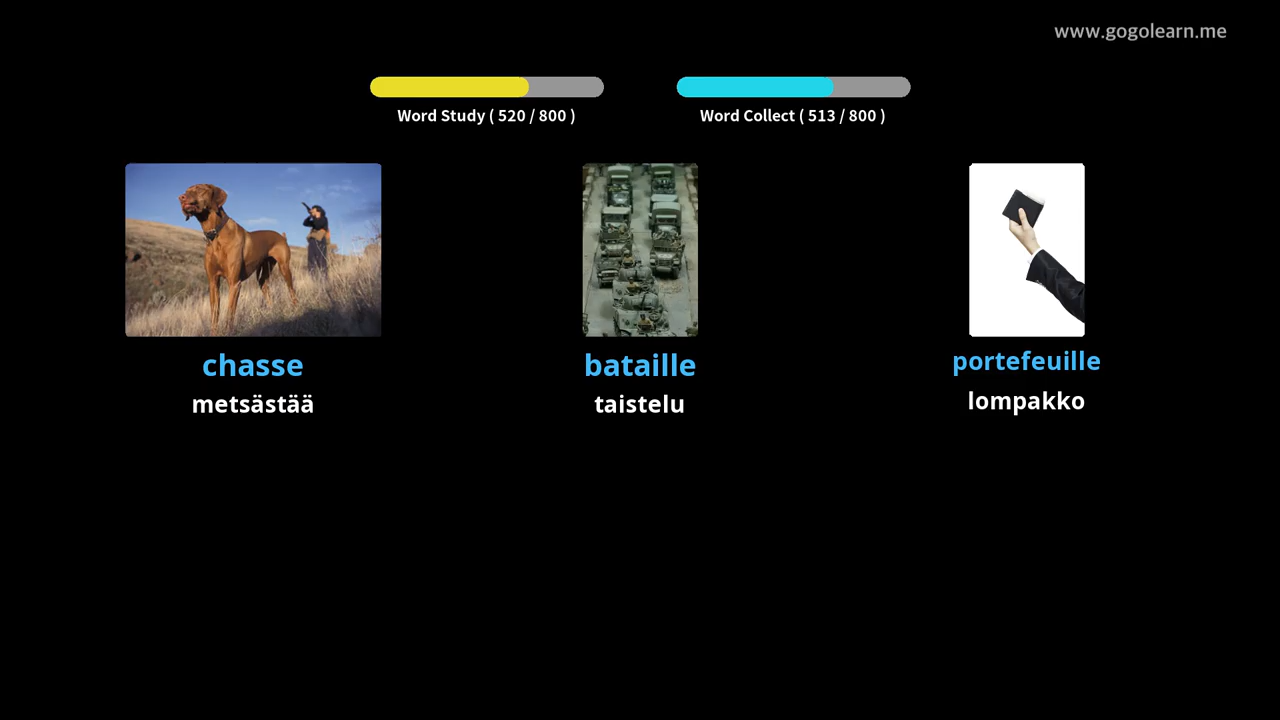 www.gogolearn.me
Word Study ( 520 / 800 )
Word Collect ( 513 / 800 )
chasse
metsästää
bataille
taistelu
portefeuille
lompakko